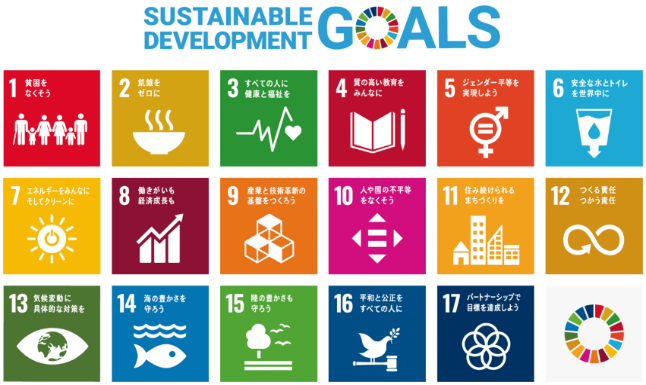 SUSTAINABLE
DEVELOPMENT
GOALS
1 貧困を
なくそう
2 飢餓を
ゼロに
3 すべての人に
健康と福祉を
4 質の高い教育を
みんなに
5 ジェンダー平等を
実現しよう
6 安全な水とトイレ
を世界中に
7 エネルギーをみんなに
そしてクリーンに
8 働きがいも
経済成長も
9 産業と技術革新の
基盤をつくろう
10 人や国の不平等
をなくそう
11 住み続けられる
まちづくりを
12 つくる責任
つかう責任
13 気候変動に
具体的な対策を
14 海の豊かさを
守ろう
15 陸の豊かさも
守ろう
16 平和と公正を
すべての人に
17 パートナーシップで
目標を達成しよう